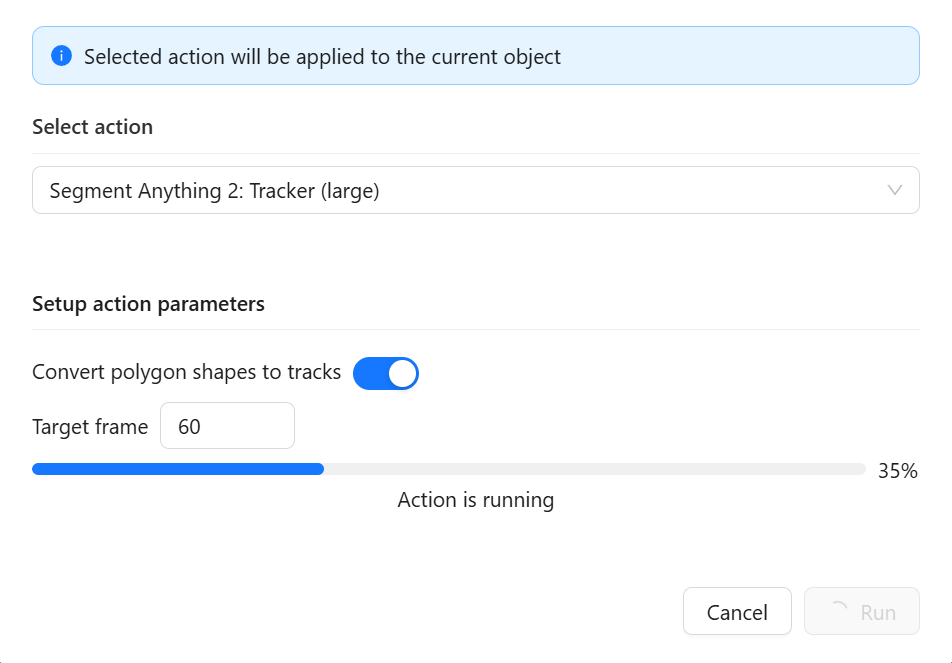 Selected action will be applied to the current object
Select action
Segment Anything 2: Tracker (large)
Setup action parameters
Convert polygon shapes to tracks
Target frame 60
35%
Action is running
Cancel Run